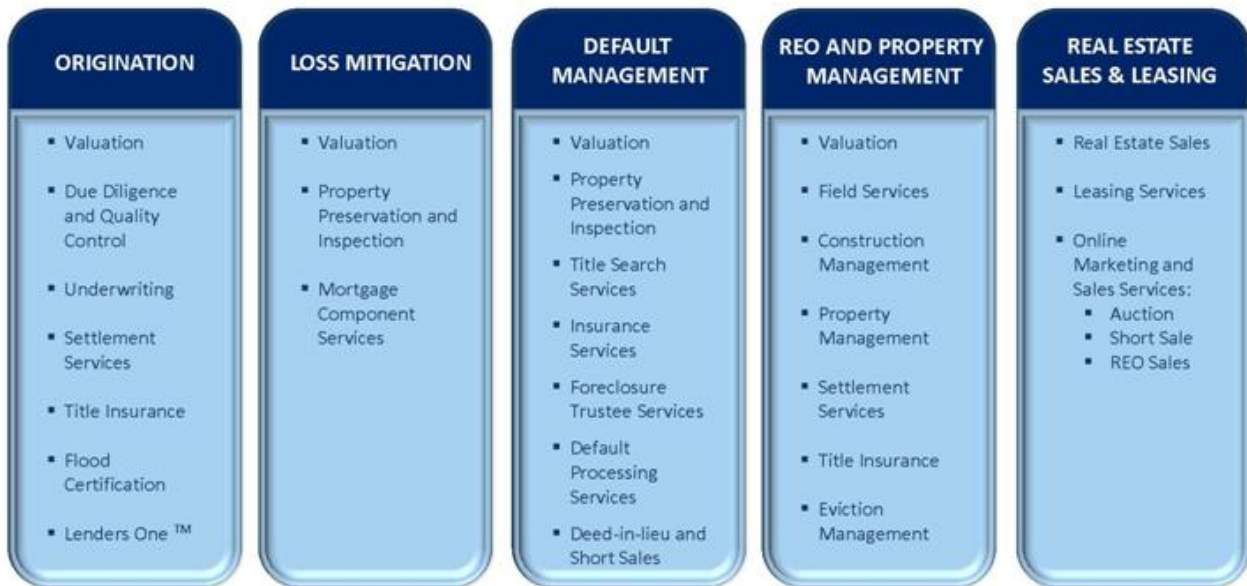 ORIGINATION
Valuation
Due Diligence
and Quality
Control
Underwriting
Settlement
Services
Title Insurance
Flood
Certification
Lenders One ™
LOSS MITIGATION
Valuation
Property
Preservation and
Inspection
Mortgage
Component
Services
DEFAULT
MANAGEMENT
Valuation
Property
Preservation and
Inspection
Title Search
Services
Insurance
Services
Foreclosure
Trustee Services
Default
Processing
Services
Deed-in-lieu and
Short Sales
REO AND PROPERTY
MANAGEMENT
Valuation
Field Services
Construction
Management
Property
Management
Settlement
Services
Title Insurance
Eviction
Management
REAL ESTATE
SALES & LEASING
Real Estate Sales
Leasing Services
Online
Marketing and
Sales Services:
Auction
Short Sale
REO Sales